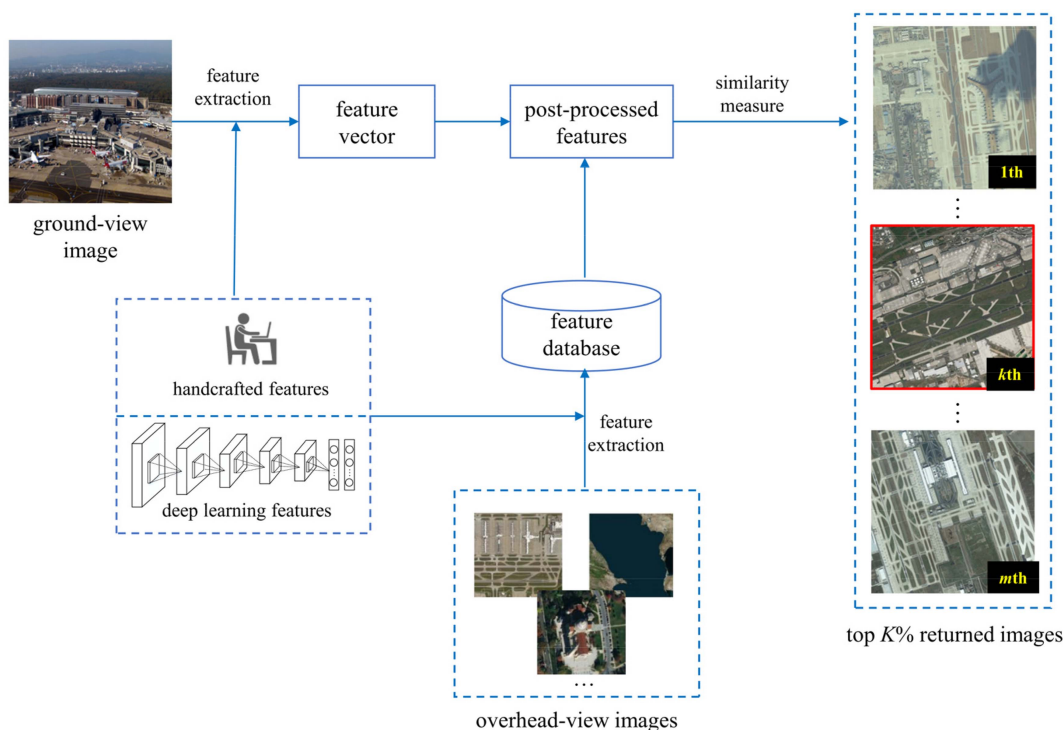 feature
extraction
feature
vector
post-processed
features
similarity
measure
1th
⋮
ground-view
image
kth
⋮
feature
database
handcrafted features
feature
extraction
deep learning features
mth
...
top K% returned images
overhead-view images